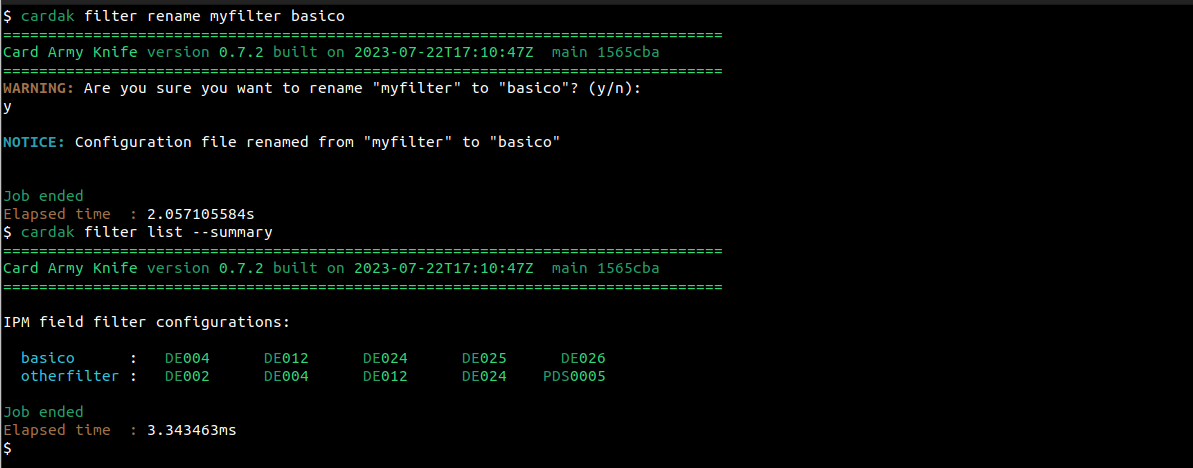 $ cardak filter rename myfilter basico
================================================================================
Card Army Knife version 0.7.2 built on 2023-07-22T17:10:47Z  main 1565cba
================================================================================
WARNING: Are you sure you want to rename "myfilter" to "basico"? (y/n):
y
NOTICE: Configuration file renamed from "myfilter" to "basico"
Job ended
Elapsed time  : 2.057105584s
$ cardak filter list --summary
================================================================================
Card Army Knife version 0.7.2 built on 2023-07-22T17:10:47Z  main 1565cba
================================================================================
IPM field filter configurations:
  basico      :   DE004      DE012      DE024      DE025      DE026
  otherfilter :   DE002      DE004      DE012      DE024    PDS0005
Job ended
Elapsed time  : 3.343463ms
$